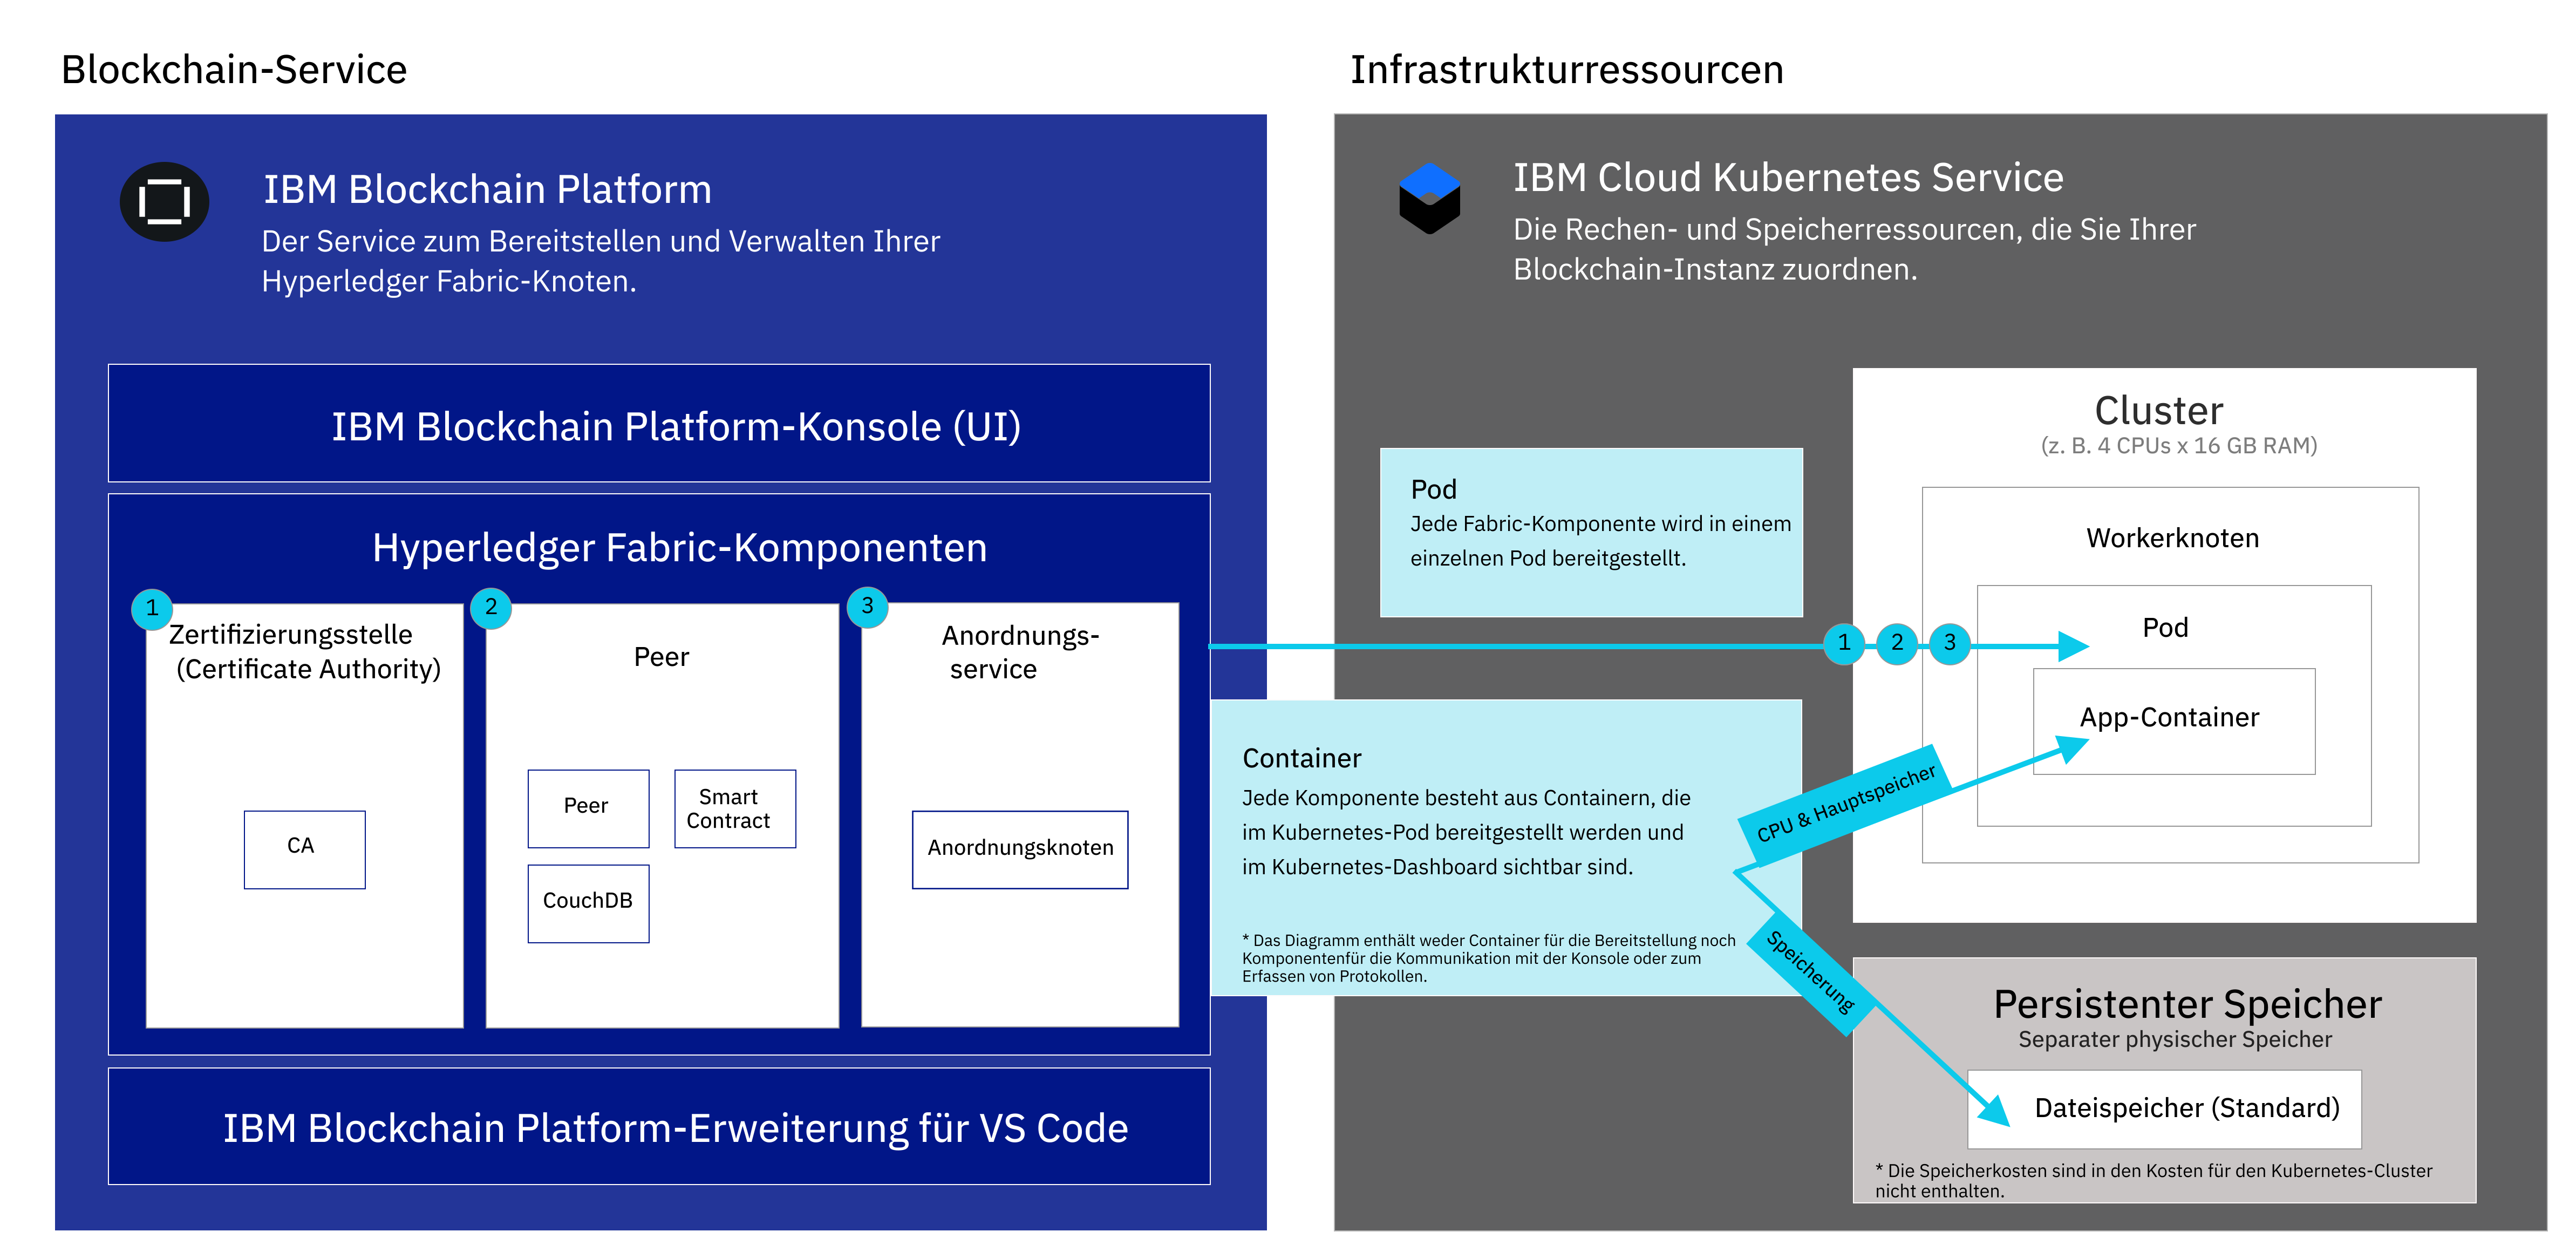 Blockchain-Service
IBM Blockchain Platform
Der Service zum Bereitstellen und Verwalten Ihrer
Hyperledger Fabric-Knoten.
IBM Blockchain Platform-Konsole (UI)
Hyperledger Fabric-Komponenten
1
Zertifizierungsstelle
(Certificate Authority)
CA
2
Peer
Peer
Smart
Contract
CouchDB
3
Anordnungs-
service
Anordnungsknoten
IBM Blockchain Platform-Erweiterung für VS Code
Infrastrukturressourcen
IBM Cloud Kubernetes Service
Die Rechen- und Speicherressourcen, die Sie Ihrer
Blockchain-Instanz zuordnen.
Pod
Jede Fabric-Komponente wird in einem
einzelnen Pod bereitgestellt.
Container
Jede Komponente besteht aus Containern, die
im Kubernetes-Pod bereitgestellt werden und
im Kubernetes-Dashboard sichtbar sind.
* Das Diagramm enthält weder Container für die Bereitstellung noch
Komponentenfür die Kommunikation mit der Konsole oder zum
Erfassen von Protokollen.
Cluster
(z. B. 4 CPUs x 16 GB RAM)
Workerknoten
1
2
3
Pod
App-Container
CPU & Hauptspeicher
Speicherung
Persistenter Speicher
Separater physischer Speicher
Dateispeicher (Standard)
* Die Speicherkosten sind in den Kosten für den Kubernetes-Cluster
nicht enthalten.